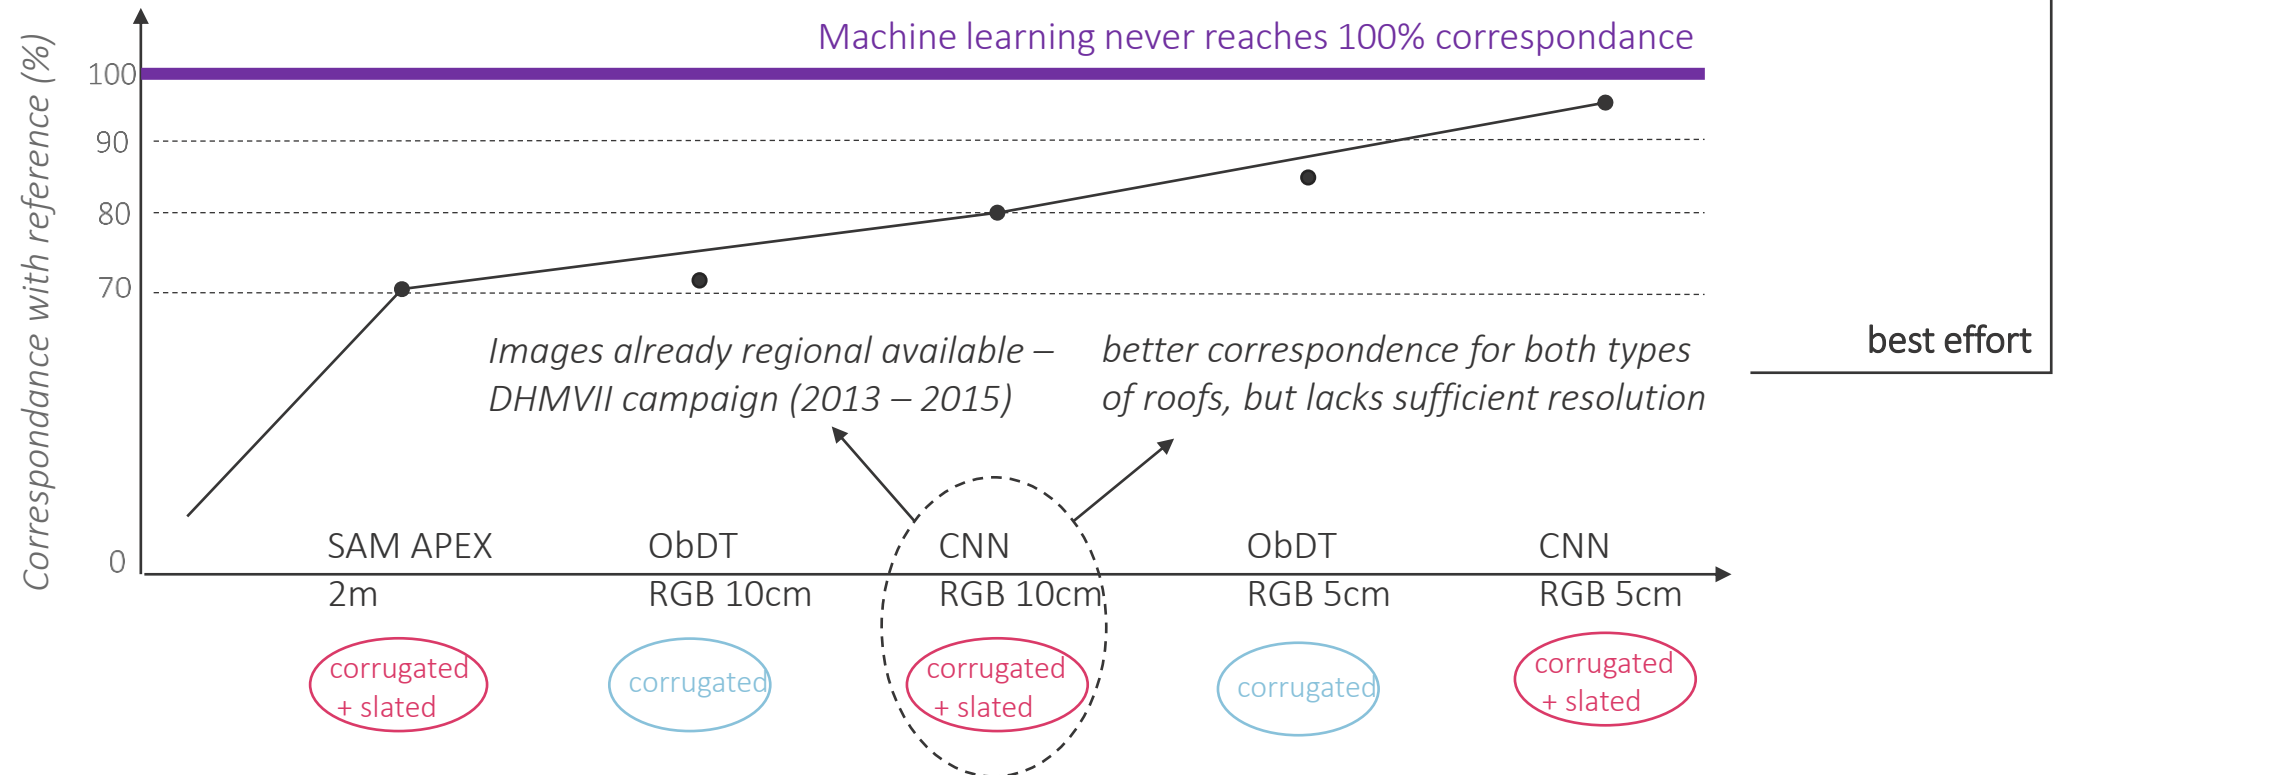 Machine learning never reaches 100% correspondance
Correspondance with reference (%)
100
90
80
70
0
Images already regional available –
DHMVII campaign (2013 – 2015)
better correspondence for both types
of roofs, but lacks sufficient resolution
best effort
SAM APEX
2m
ObDT
RGB 10cm
CNN
RGB 10cm
ObDT
RGB 5cm
CNN
RGB 5cm
corrugated
+ slated
corrugated
corrugated
+ slated
corrugated
corrugated
+ slated